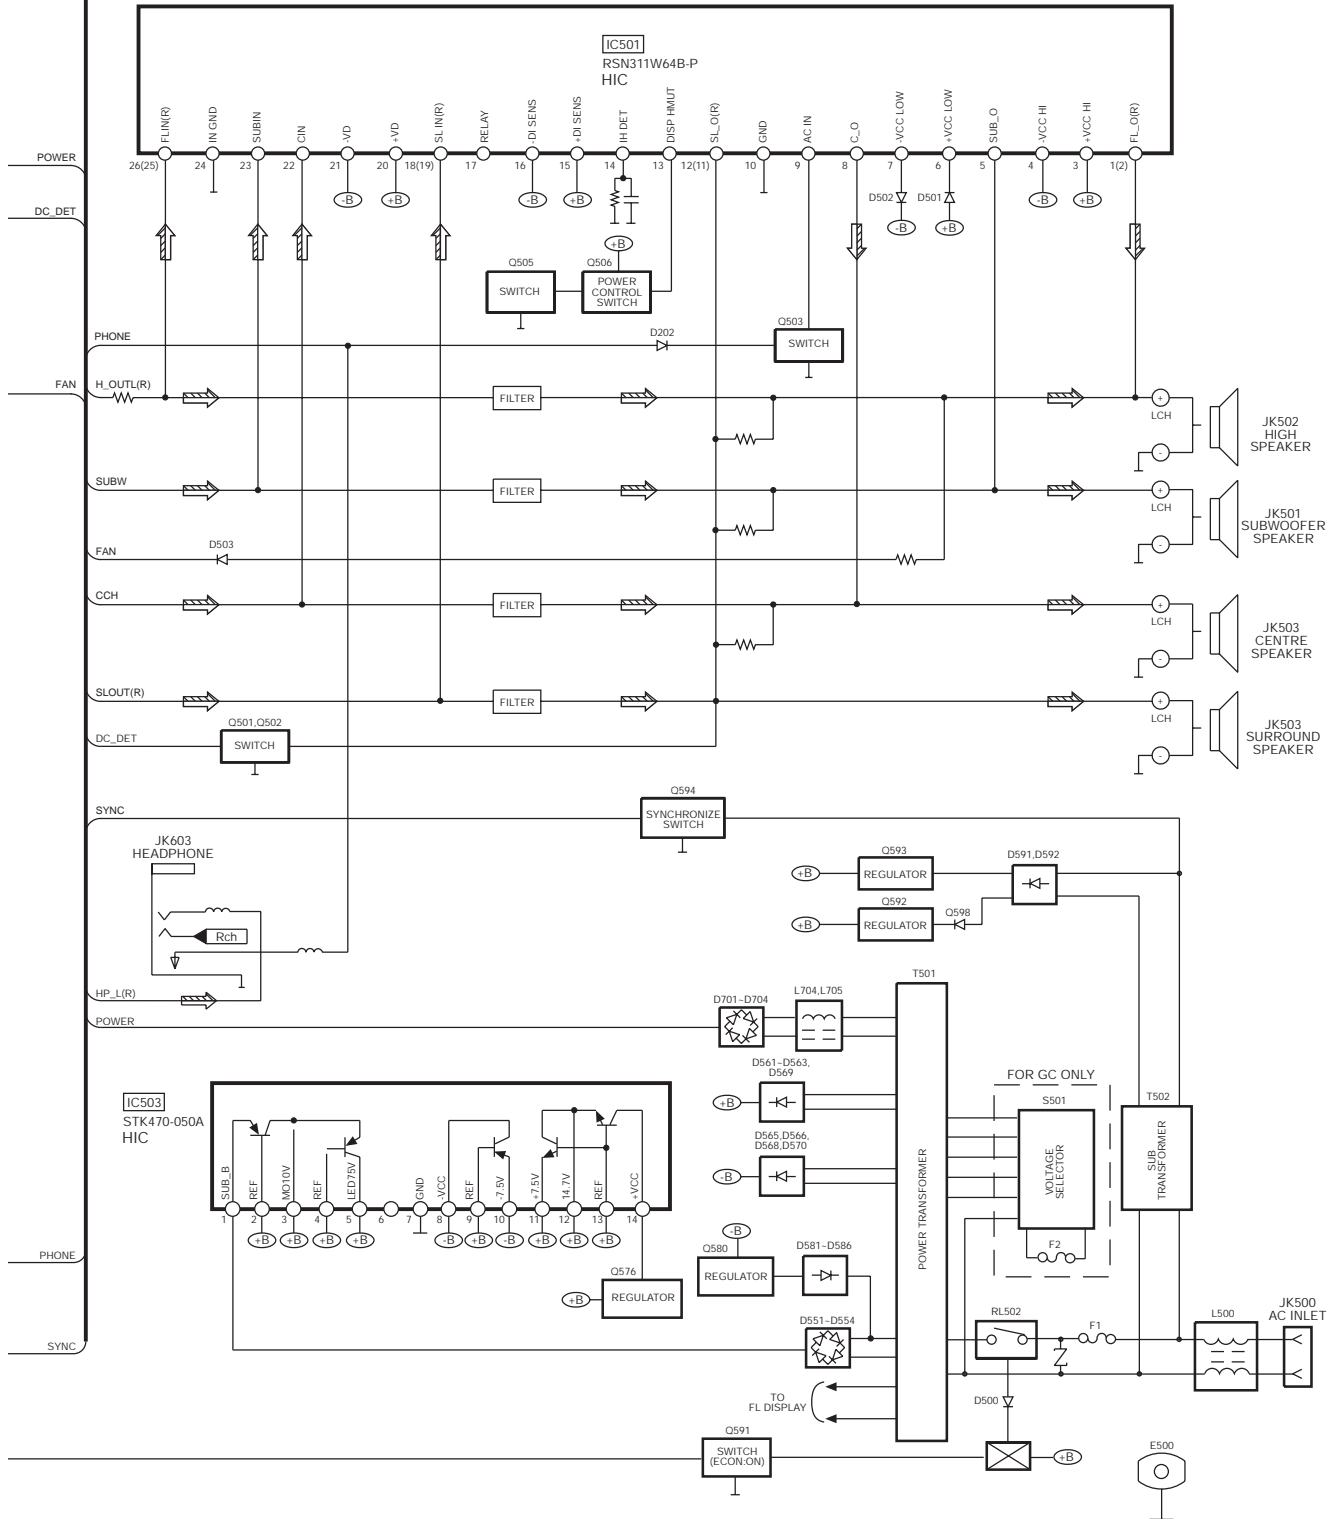 IC501
RSN311W64B-P
HIC
FLIN(R)
IN GND
SUBIN
CIN
-VD
+VD
SL IN(R)
RELAY
-DI SENS
+DI SENS
IH DET
DISP HMUT
SL_O(R)
GND
AC IN
C_O
-VCC LOW
+VCC LOW
SUB_O
-VCC HI
+VCC HI
FL_O(R)
POWER
26(25) 24 23 22 21 20 18(19) 17 16 15 14 13 12(11) 10 9 8 7 6 5 4 3 1(2)
-B +B -B +B D502 D501 -B +B
DC_DET
-B +B
+B
Q505 Q506
SWITCH
POWER
CONTROL
SWITCH
Q503
PHONE D202
SWITCH
FAN H_OUTL(R)
FILTER
+
LCH
-
JK502
HIGH
SPEAKER
SUBW
FILTER
+
LCH
-
JK501
SUBWOOFER
SPEAKER
D503
FAN
CCH
FILTER
+
LCH
-
JK503
CENTRE
SPEAKER
SLOUT(R)
FILTER
+
LCH
-
JK503
SURROUND
SPEAKER
Q501,Q502
DC_DET SWITCH
Q594
SYNC
SYNCHRONIZE
SWITCH
JK603
HEADPHONE
Q593 D591,D592
+B REGULATOR
Q592
Q598
+B REGULATOR
Rch
T501
HP_L(R)
D701~D704 L704,L705
POWER
D561~D563,
D569
+B
FOR GC ONLY
S501
T502
VOLTAGE
SELECTOR
SUB
TRANSFORMER
IC503
STK470-050A
HIC
D565,D566,
D568,D570
-B
POWER TRANSFORMER
SUB_B
REF
MO10V
REF
LED75V
GND
-VCC
REF
-7.5V
+7.5V
14.7V
REF
+VCC
1 2 3 4 5 6 7 8 9 10 11 12 13 14
+B +B +B +B -B +B -B +B +B +B
-B
F2
PHONE
Q580 D581~D586
REGULATOR
Q576
+B REGULATOR
D551~D554
RL502
F1
L500
JK500
AC INLET
SYNC
TO
FL DISPLAY
D500
Q591
SWITCH
(ECON:ON)
+B
E500